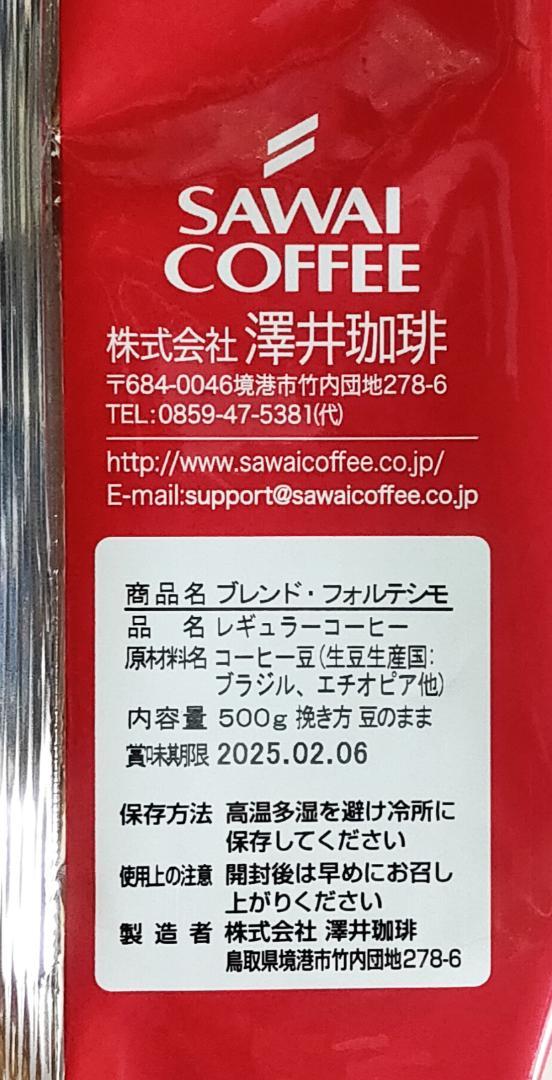 SAWAI
COFFEE
株式会社 澤井珈琲
〒684-0046境港市竹内団地278-6
TEL:0859-47-5381(代)
http://www.sawaicoffee.co.jp/
E-mail:support@sawaicoffee.co.jp
商品名 ブレンド・フォルテシモ
品 名 レギュラーコーヒー
原材料名 コーヒー豆(生豆生産国:
ブラジル、エチオピア他)
内容量 500g 挽き方 豆のまま
賞味期限 2025.02.06
保存方法 高温多湿を避け冷所に
保存してください
使用上の注意 開封後は早めにお召し
上がりください
製造者 株式会社 澤井珈琲
鳥取県境港市竹内団地278-6